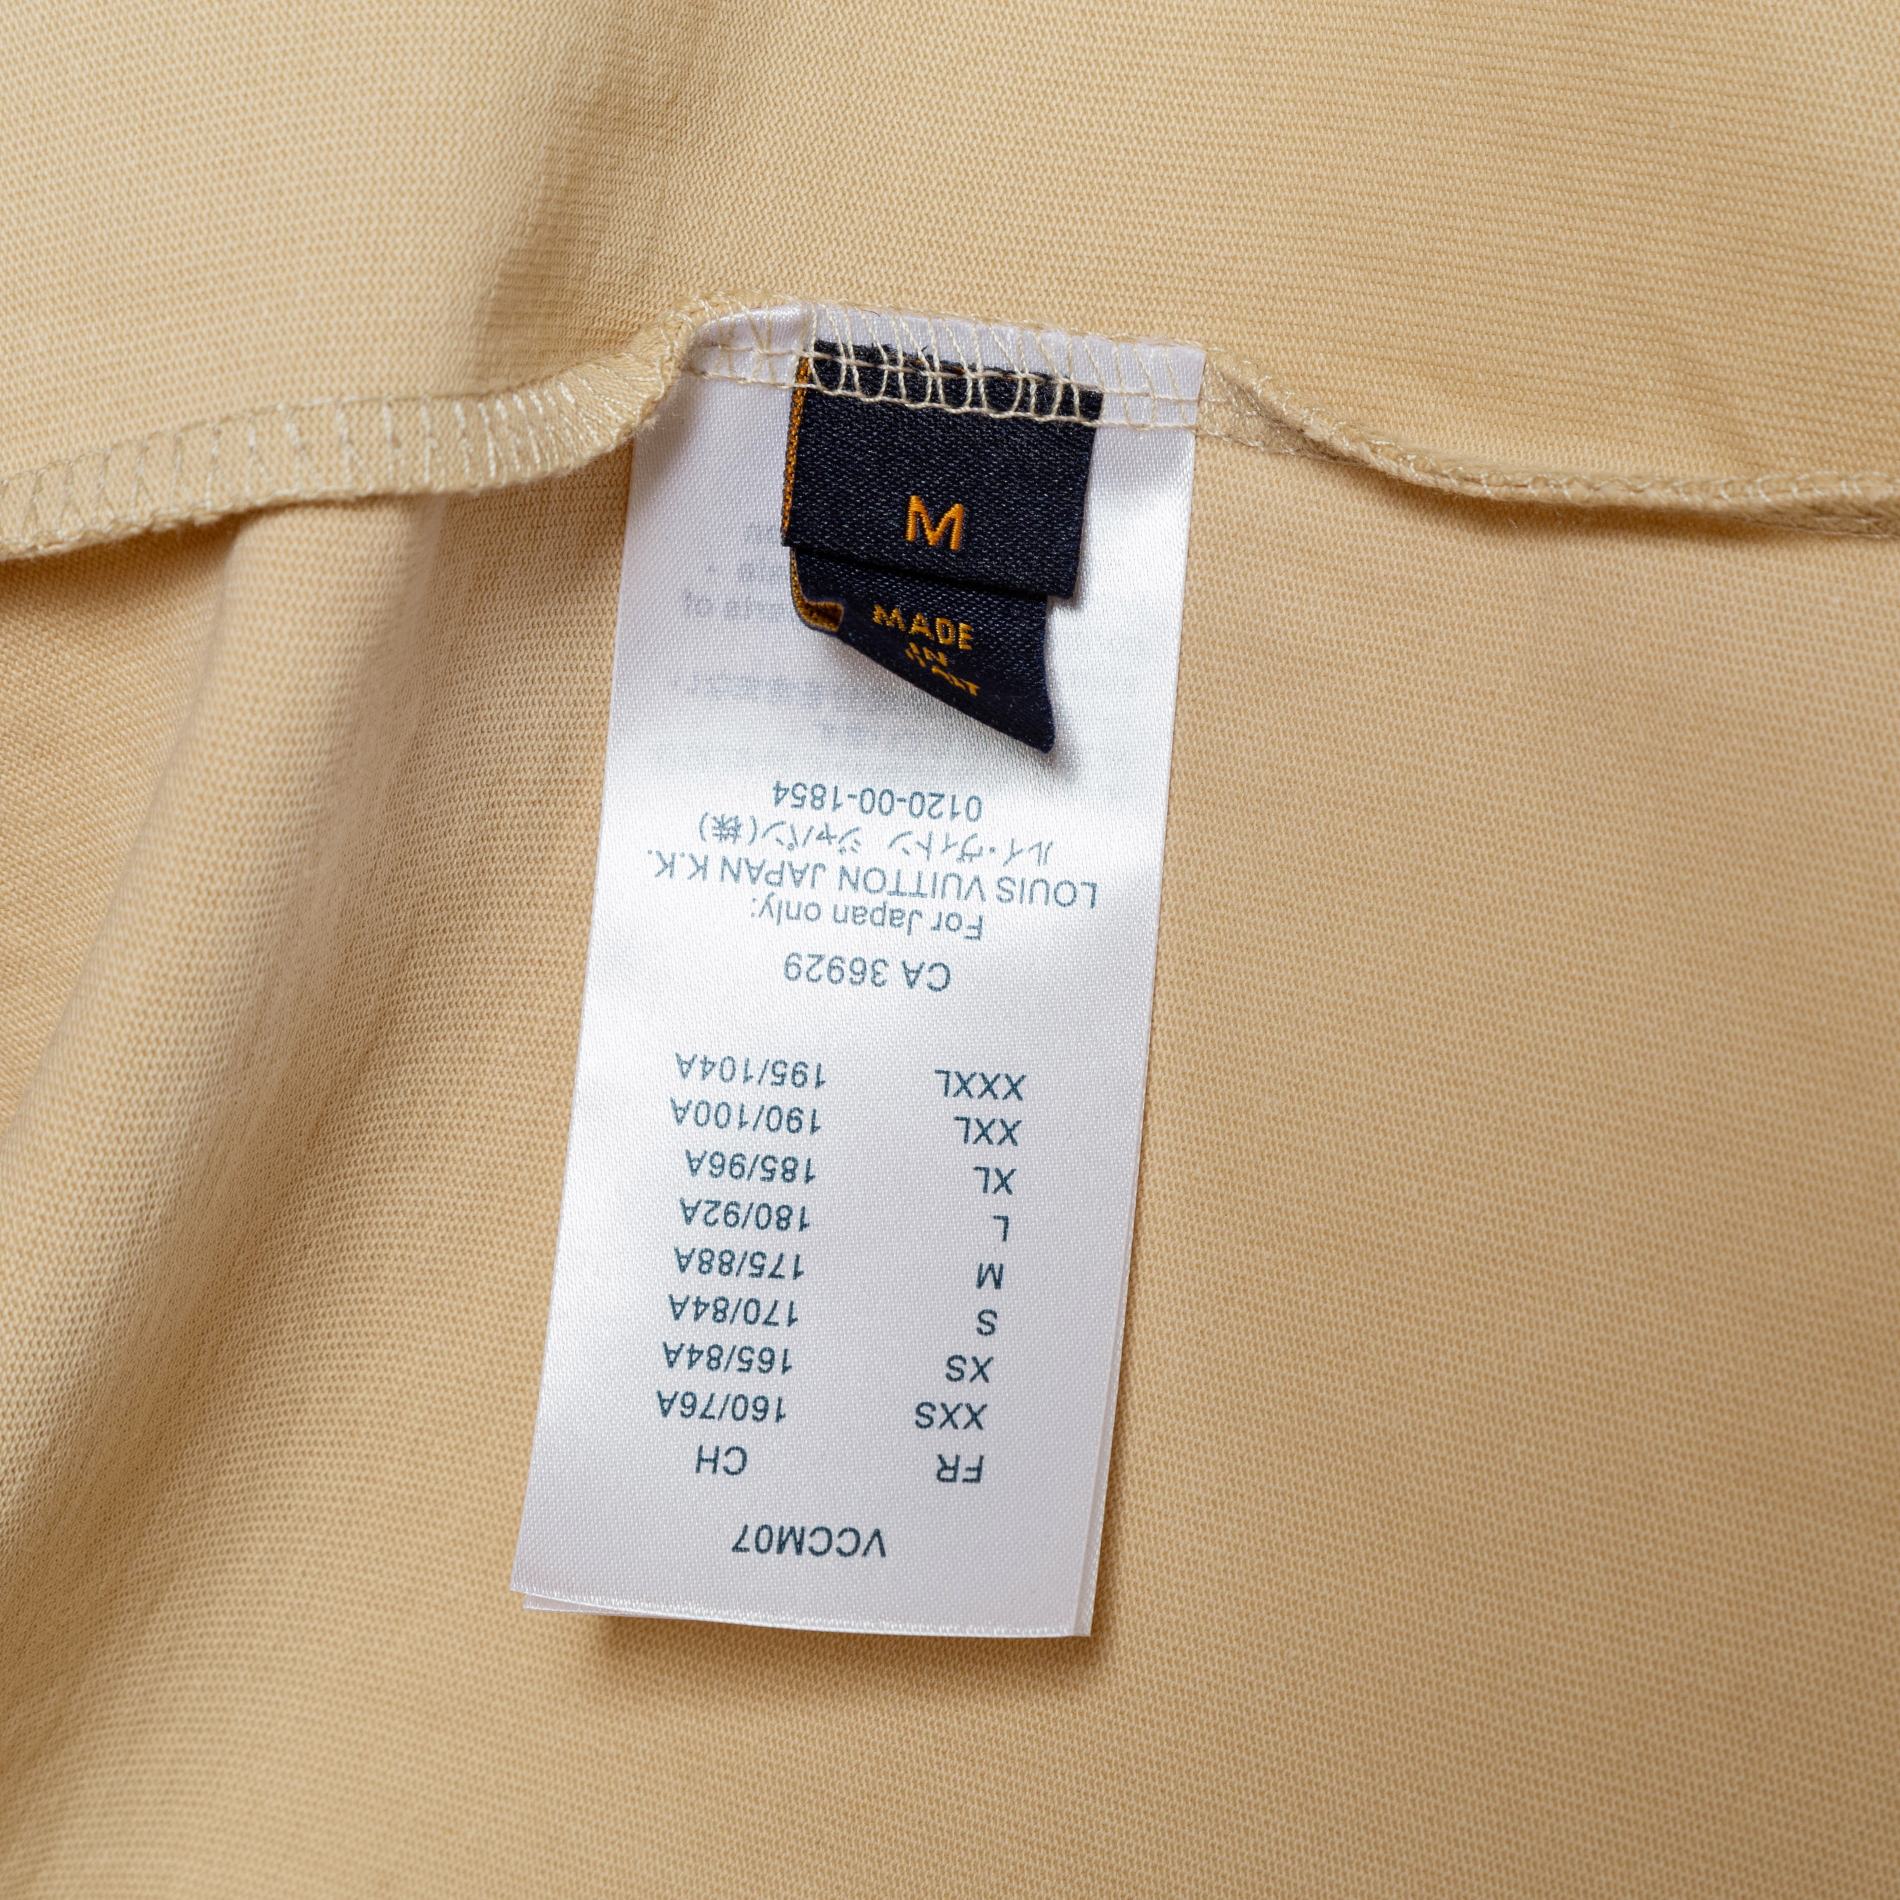 M
MADE
IN
VCCM07
FR CH
XXS 160/76A
XS 165/84A
S 170/84A
M 175/88A
L 180/92A
XL 185/96A
XXL 190/100A
XXXL 195/104A
CA 36929
For Japan only:
LOUIS VUITTON JAPAN K.K.
ルイ・ヴィトン ジャパン(株)
0120-00-1854